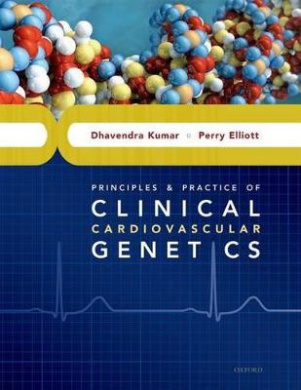 Dhavendra Kumar ○ Perry Elliott
PRINCIPLES & PRACTICE OF
CLINICAL
CARDIOVASCULAR
GENETICS
OXFORD